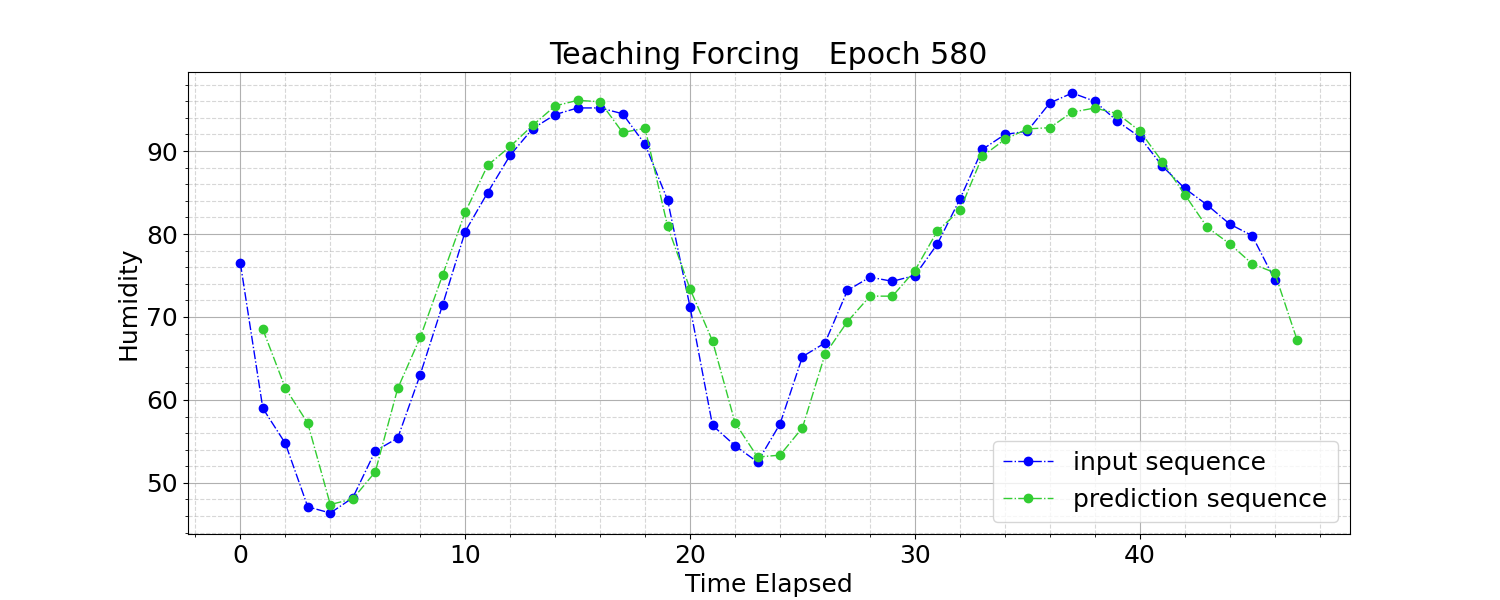 Teaching Forcing   Epoch 580
Humidity
90
80
70
60
50
0 10 20 30 40
Time Elapsed
input sequence
prediction sequence